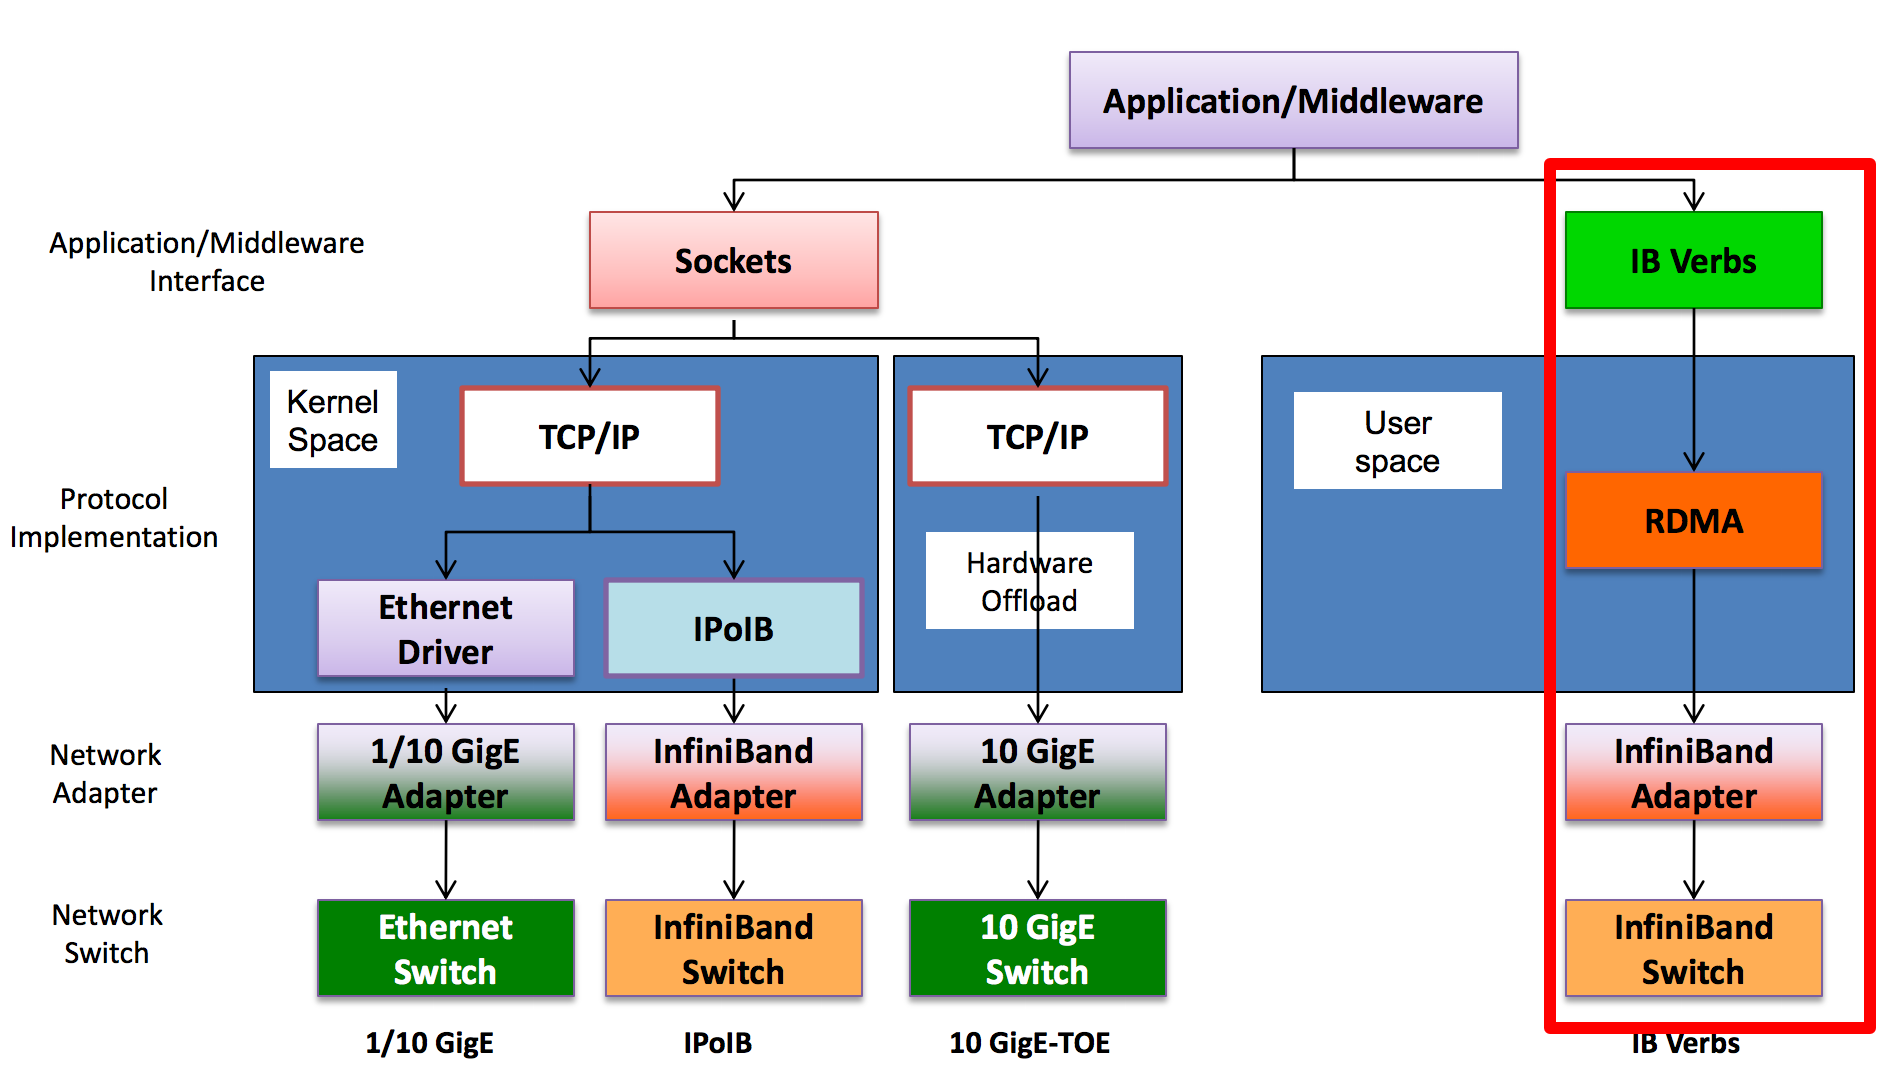 Application/Middleware
Application/Middleware
Interface
Sockets
IB Verbs
Kernel
Space
TCP/IP
TCP/IP
User
space
Protocol
Implementation
RDMA
Hardware
Offload
Ethernet
Driver
IPoIB
Network
Adapter
1/10 GigE
Adapter
InfiniBand
Adapter
10 GigE
Adapter
InfiniBand
Adapter
Network
Switch
Ethernet
Switch
InfiniBand
Switch
10 GigE
Switch
InfiniBand
Switch
1/10 GigE
IPoIB
10 GigE-TOE
IB Verbs